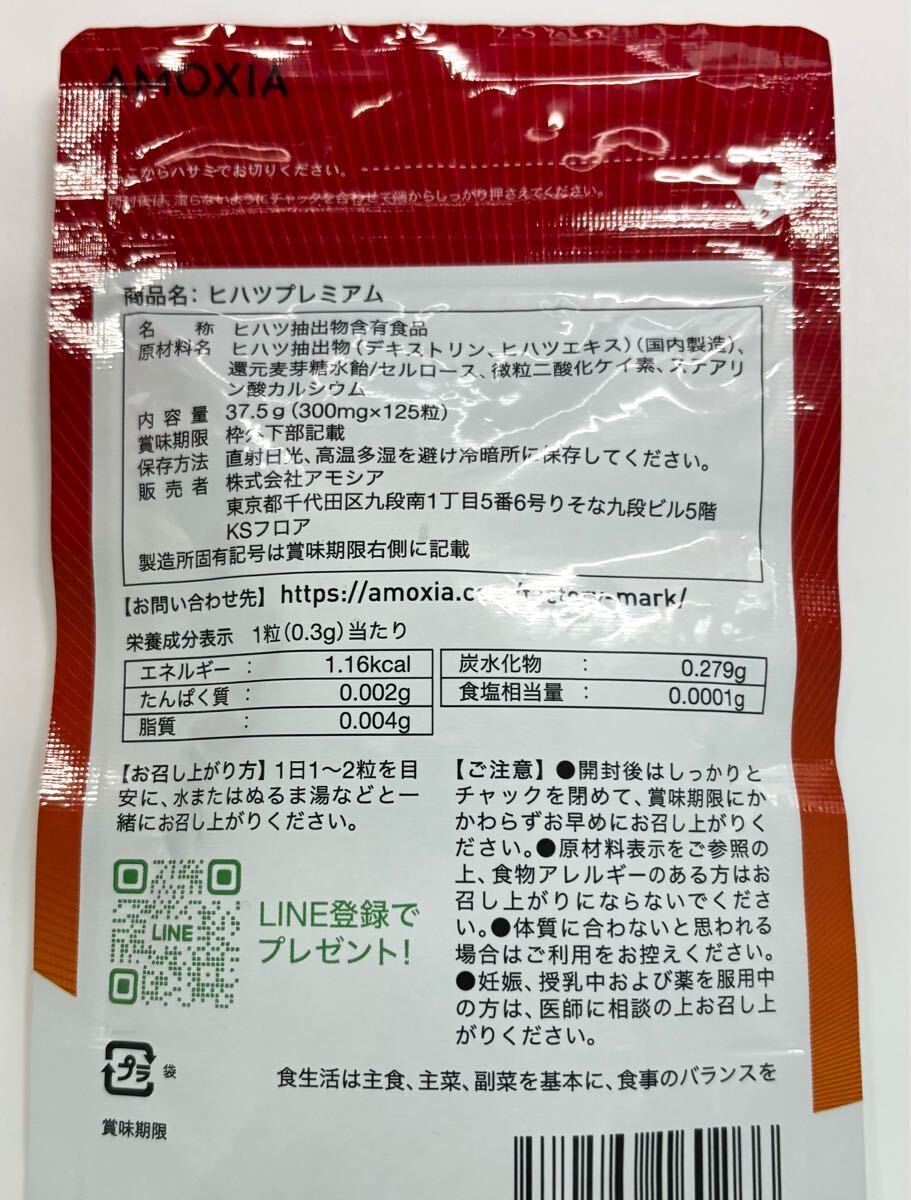 AMOXIA
こからハサミでお切りください。
開封後は、湿らないようにチャックを合わせて端からしっかり押さえてください。
商品名：ヒハツプレミアム
名 称 ヒハツ抽出物含有食品
原材料名 ヒハツ抽出物（デキストリン、ヒハツエキス）（国内製造）、
還元麦芽糖水飴/セルロース、微粒二酸化ケイ素、ステアリ
ン酸カルシウム
内容量 37.5g（300mg×125粒）
賞味期限 枠外下部記載
保存方法 直射日光、高温多湿を避け冷暗所に保存してください。
販売者 株式会社アモシア
東京都千代田区九段南1丁目5番6号りそな九段ビル5階
KSフロア
製造所固有記号は賞味期限右側に記載
【お問い合わせ先】 https://amoxia.c /factory-mark/
栄養成分表示 1粒（0.3g）当たり
エネルギー ： 1.16kcal
たんぱく質 ： 0.002g
脂質 ： 0.004g
炭水化物 ： 0.279g
食塩相当量 ： 0.0001g
【お召し上がり方】1日1～2粒を目
安に、水またはぬるま湯などと一
緒にお召し上がりください。
LINE
LINE登録で
プレゼント！
【ご注意】●開封後はしっかりと
チャックを閉めて、賞味期限にか
かわらずお早めにお召し上がりく
ださい。●原材料表示をご参照の
上、食物アレルギーのある方はお
召し上がりにならないでくださ
い。●体質に合わないと思われる
場合はご利用をお控えください。
●妊娠、授乳中および薬を服用中
の方は、医師に相談の上お召し上
がりください。
プラ 袋
食生活は主食、主菜、副菜を基本に、食事のバランスを
賞味期限